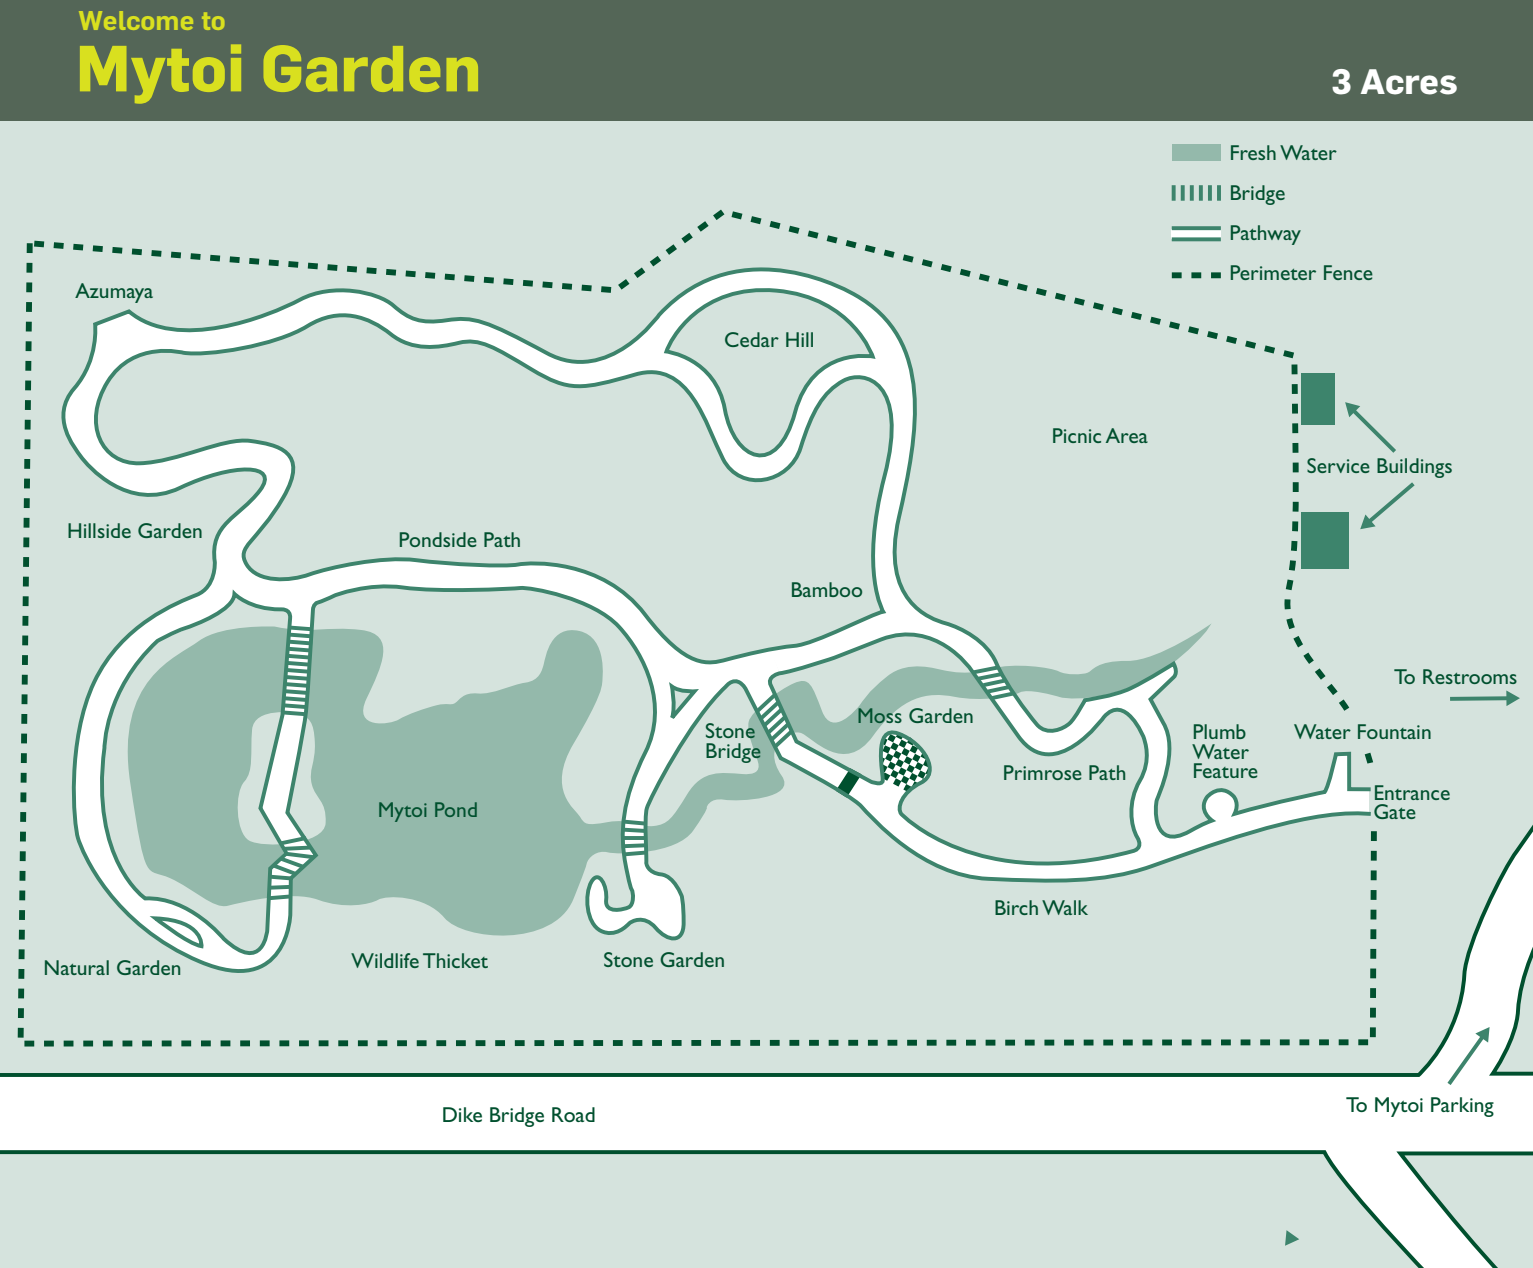 Welcome to
Mytoi Garden
3 Acres
Fresh Water
Bridge
Pathway
Perimeter Fence
Azumaya
Cedar Hill
Picnic Area
Service Buildings
Hillside Garden
Pondside Path
Bamboo
To Restrooms
Moss Garden
Stone
Bridge
Plumb
Water
Feature
Water Fountain
Primrose Path
Entrance
Gate
Mytoi Pond
Birch Walk
Natural Garden
Wildlife Thicket
Stone Garden
Dike Bridge Road
To Mytoi Parking